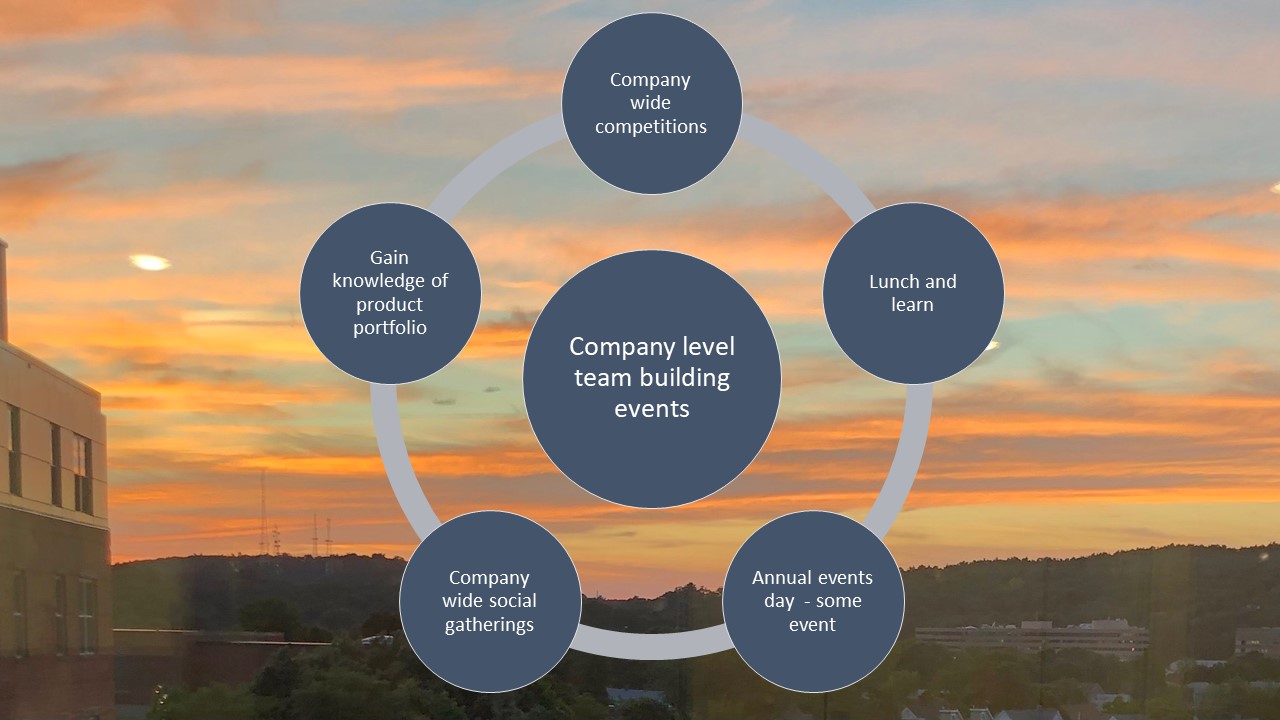 Company
wide
competitions
Lunch and
learn
Annual events
day  - some
event
Company
wide social
gatherings
Gain
knowledge of
product
portfolio
Company level
team building
events